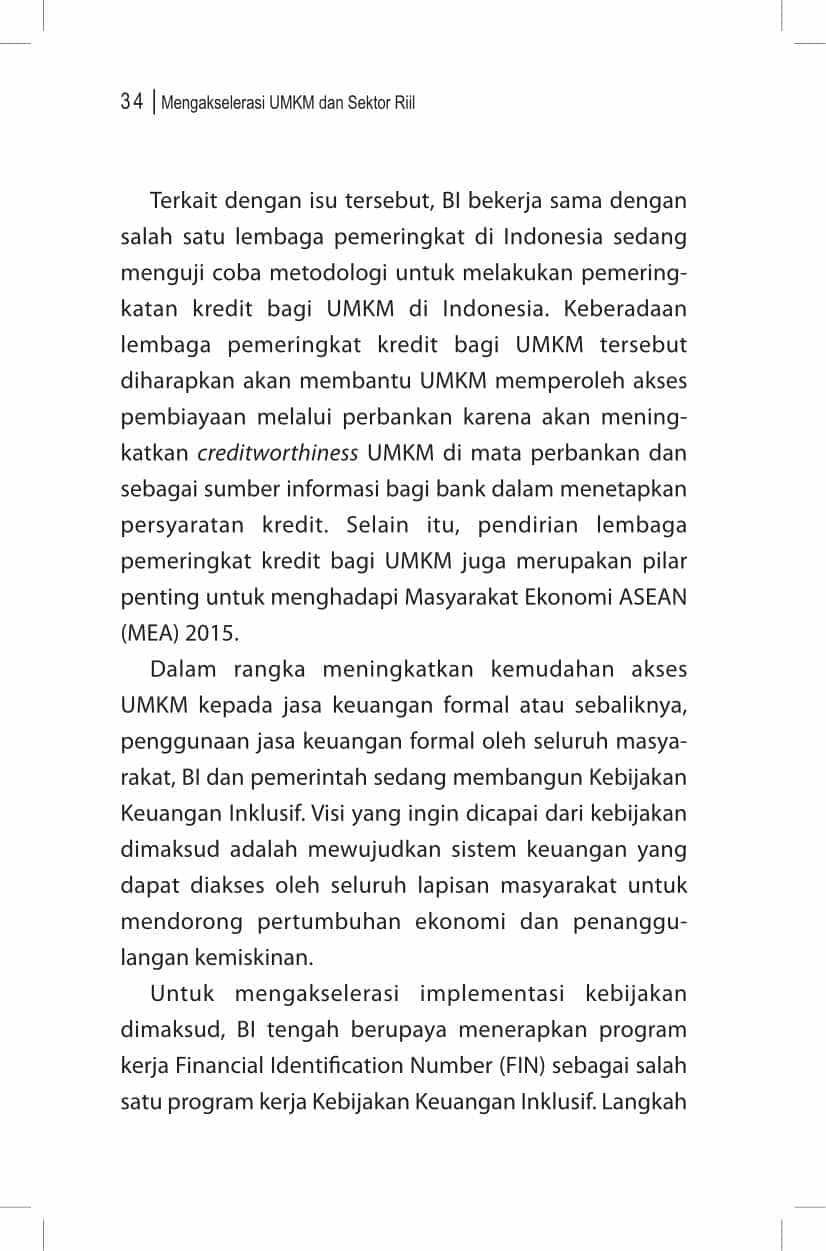 34 | Mengakselerasi UMKM dan Sektor Riil
Terkait dengan isu tersebut, BI bekerja sama dengan
salah satu lembaga pemeringkat di Indonesia sedang
menguji coba metodologi untuk melakukan pemering-
katan kredit bagi UMKM di Indonesia. Keberadaan
lembaga pemeringkat kredit bagi UMKM tersebut
diharapkan akan membantu UMKM memperoleh akses
pembiayaan melalui perbankan karena akan mening-
katkan creditworthiness UMKM di mata perbankan dan
sebagai sumber informasi bagi bank dalam menetapkan
persyaratan kredit. Selain itu, pendirian lembaga
pemeringkat kredit bagi UMKM juga merupakan pilar
penting untuk menghadapi Masyarakat Ekonomi ASEAN
(MEA) 2015.
Dalam rangka meningkatkan kemudahan akses
UMKM kepada jasa keuangan formal atau sebaliknya,
penggunaan jasa keuangan formal oleh seluruh masya-
rakat, BI dan pemerintah sedang membangun Kebijakan
Keuangan Inklusif. Visi yang ingin dicapai dari kebijakan
dimaksud adalah mewujudkan sistem keuangan yang
dapat diakses oleh seluruh lapisan masyarakat untuk
mendorong pertumbuhan ekonomi dan penanggu-
langan kemiskinan.
Untuk mengakselerasi implementasi kebijakan
dimaksud, BI tengah berupaya menerapkan program
kerja Financial Identification Number (FIN) sebagai salah
satu program kerja Kebijakan Keuangan Inklusif. Langkah